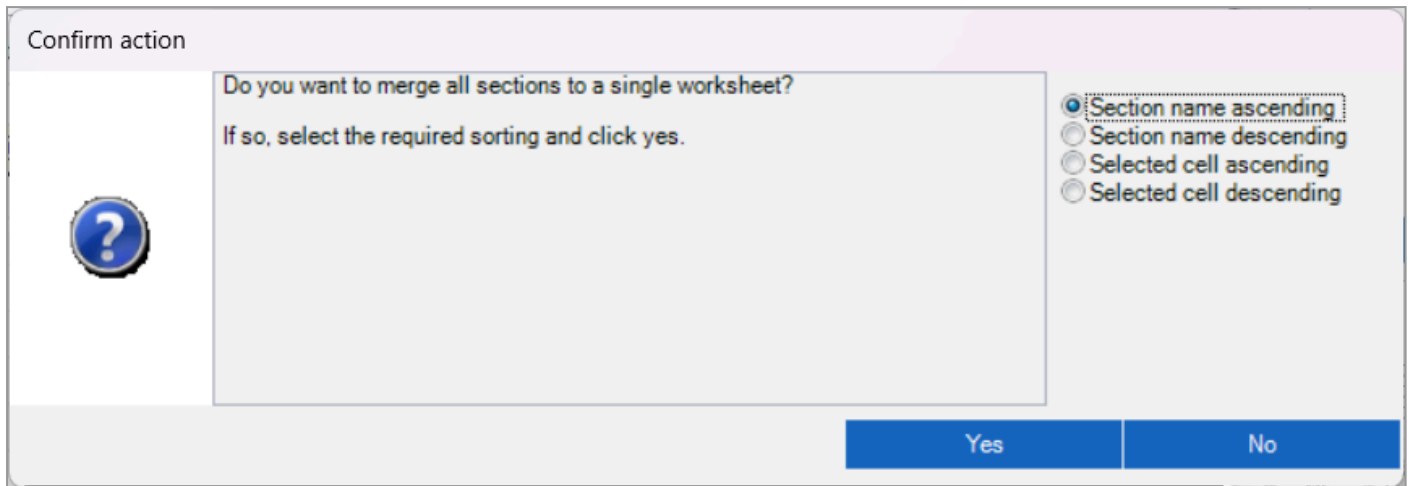 Confirm action
Do you want to merge all sections to a single worksheet?
If so, select the required sorting and click yes.
Section name ascending
Section name descending
Selected cell ascending
Selected cell descending
Yes
No